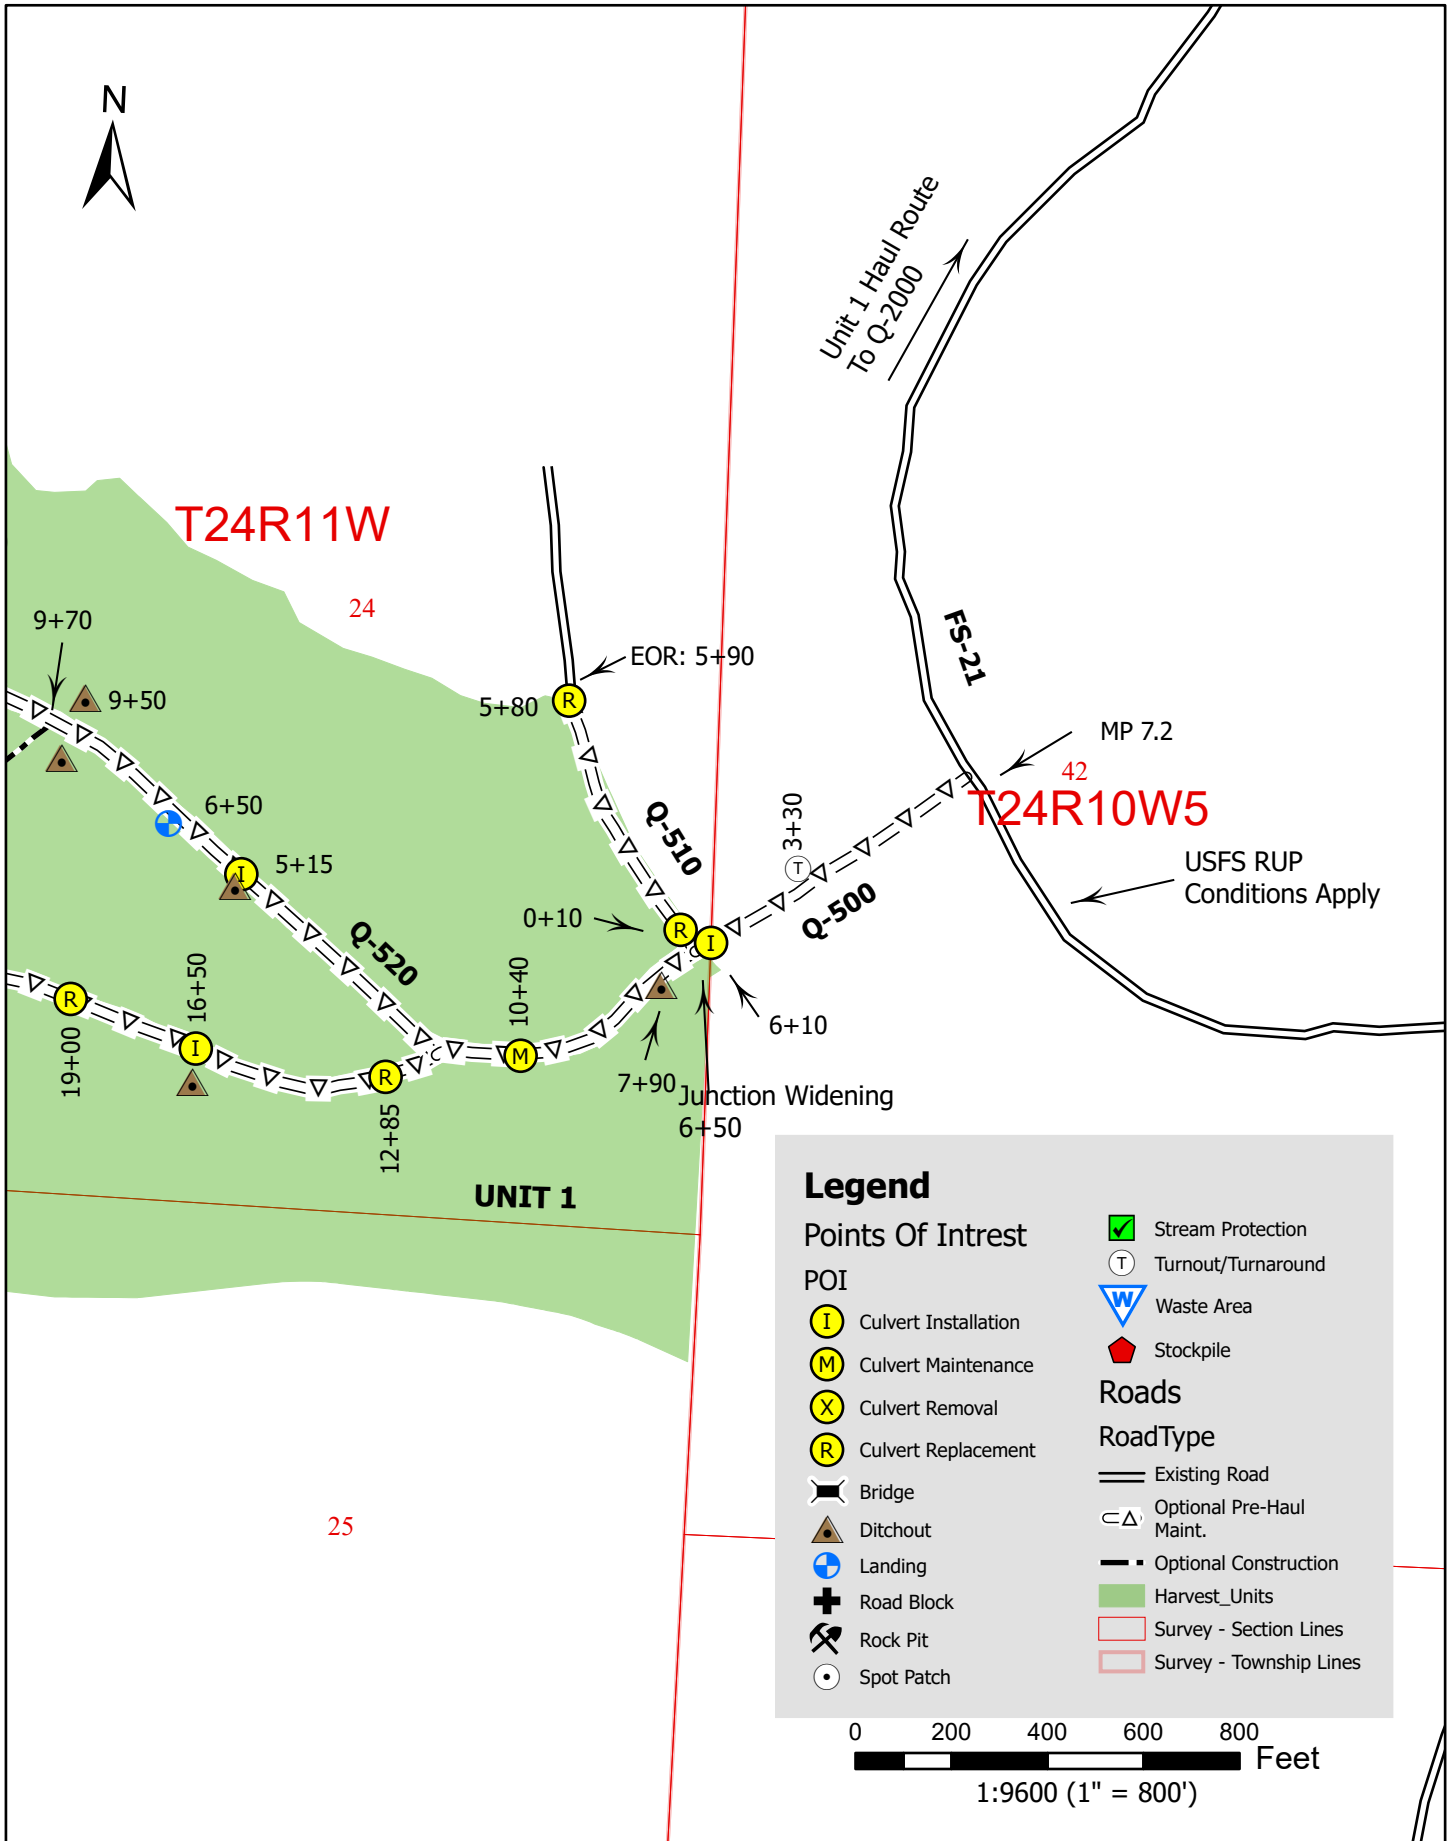 N
Unit 1 Haul Route
To Q-2000
T24R11W
24
9+70
9+50
EOR: 5+90
5+80
R
FS-21
MP 7.2
42
T24R10W5
6+50
3+30
T
Q-510
Q-500
USFS RUP
Conditions Apply
I
5+15
0+10
R
I
Q-520
6+10
R
19+00
16+50
I
10+40
M
R
12+85
7+90
Junction Widening
6+50
UNIT 1
25
Legend
Points Of Intrest
POI
I Culvert Installation
M Culvert Maintenance
X Culvert Removal
R Culvert Replacement
Bridge
Ditchout
Landing
Road Block
Rock Pit
Spot Patch
Stream Protection
T Turnout/Turnaround
W Waste Area
Stockpile
Roads
RoadType
Existing Road
Optional Pre-Haul
Maint.
Optional Construction
Harvest_Units
Survey - Section Lines
Survey - Township Lines
0 200 400 600 800
Feet
1:9600 (1" = 800')